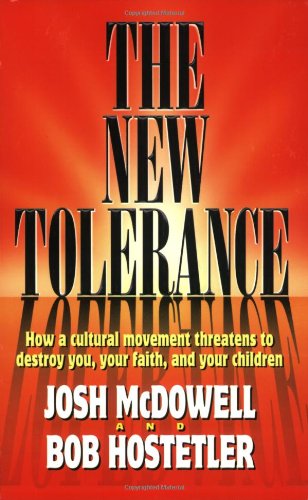 THE
NEW
TOLERANCE
How a cultural movement threatens to
destroy you, your faith, and your children
JOSH McDOWELL
AND
BOB HOSTETLER